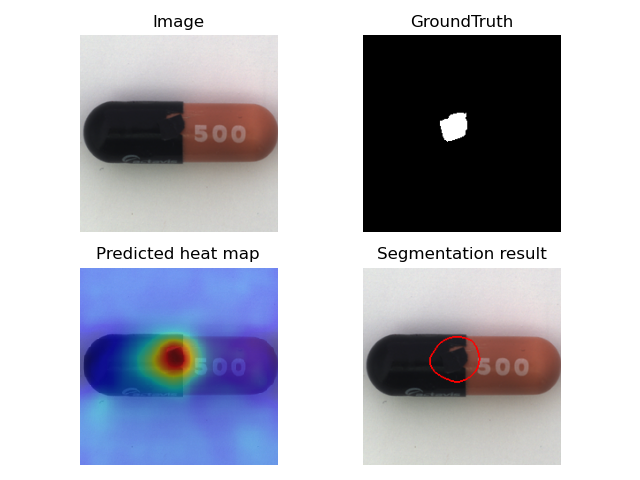 Image
GroundTruth
500
Predicted heat map
Segmentation result
500
500